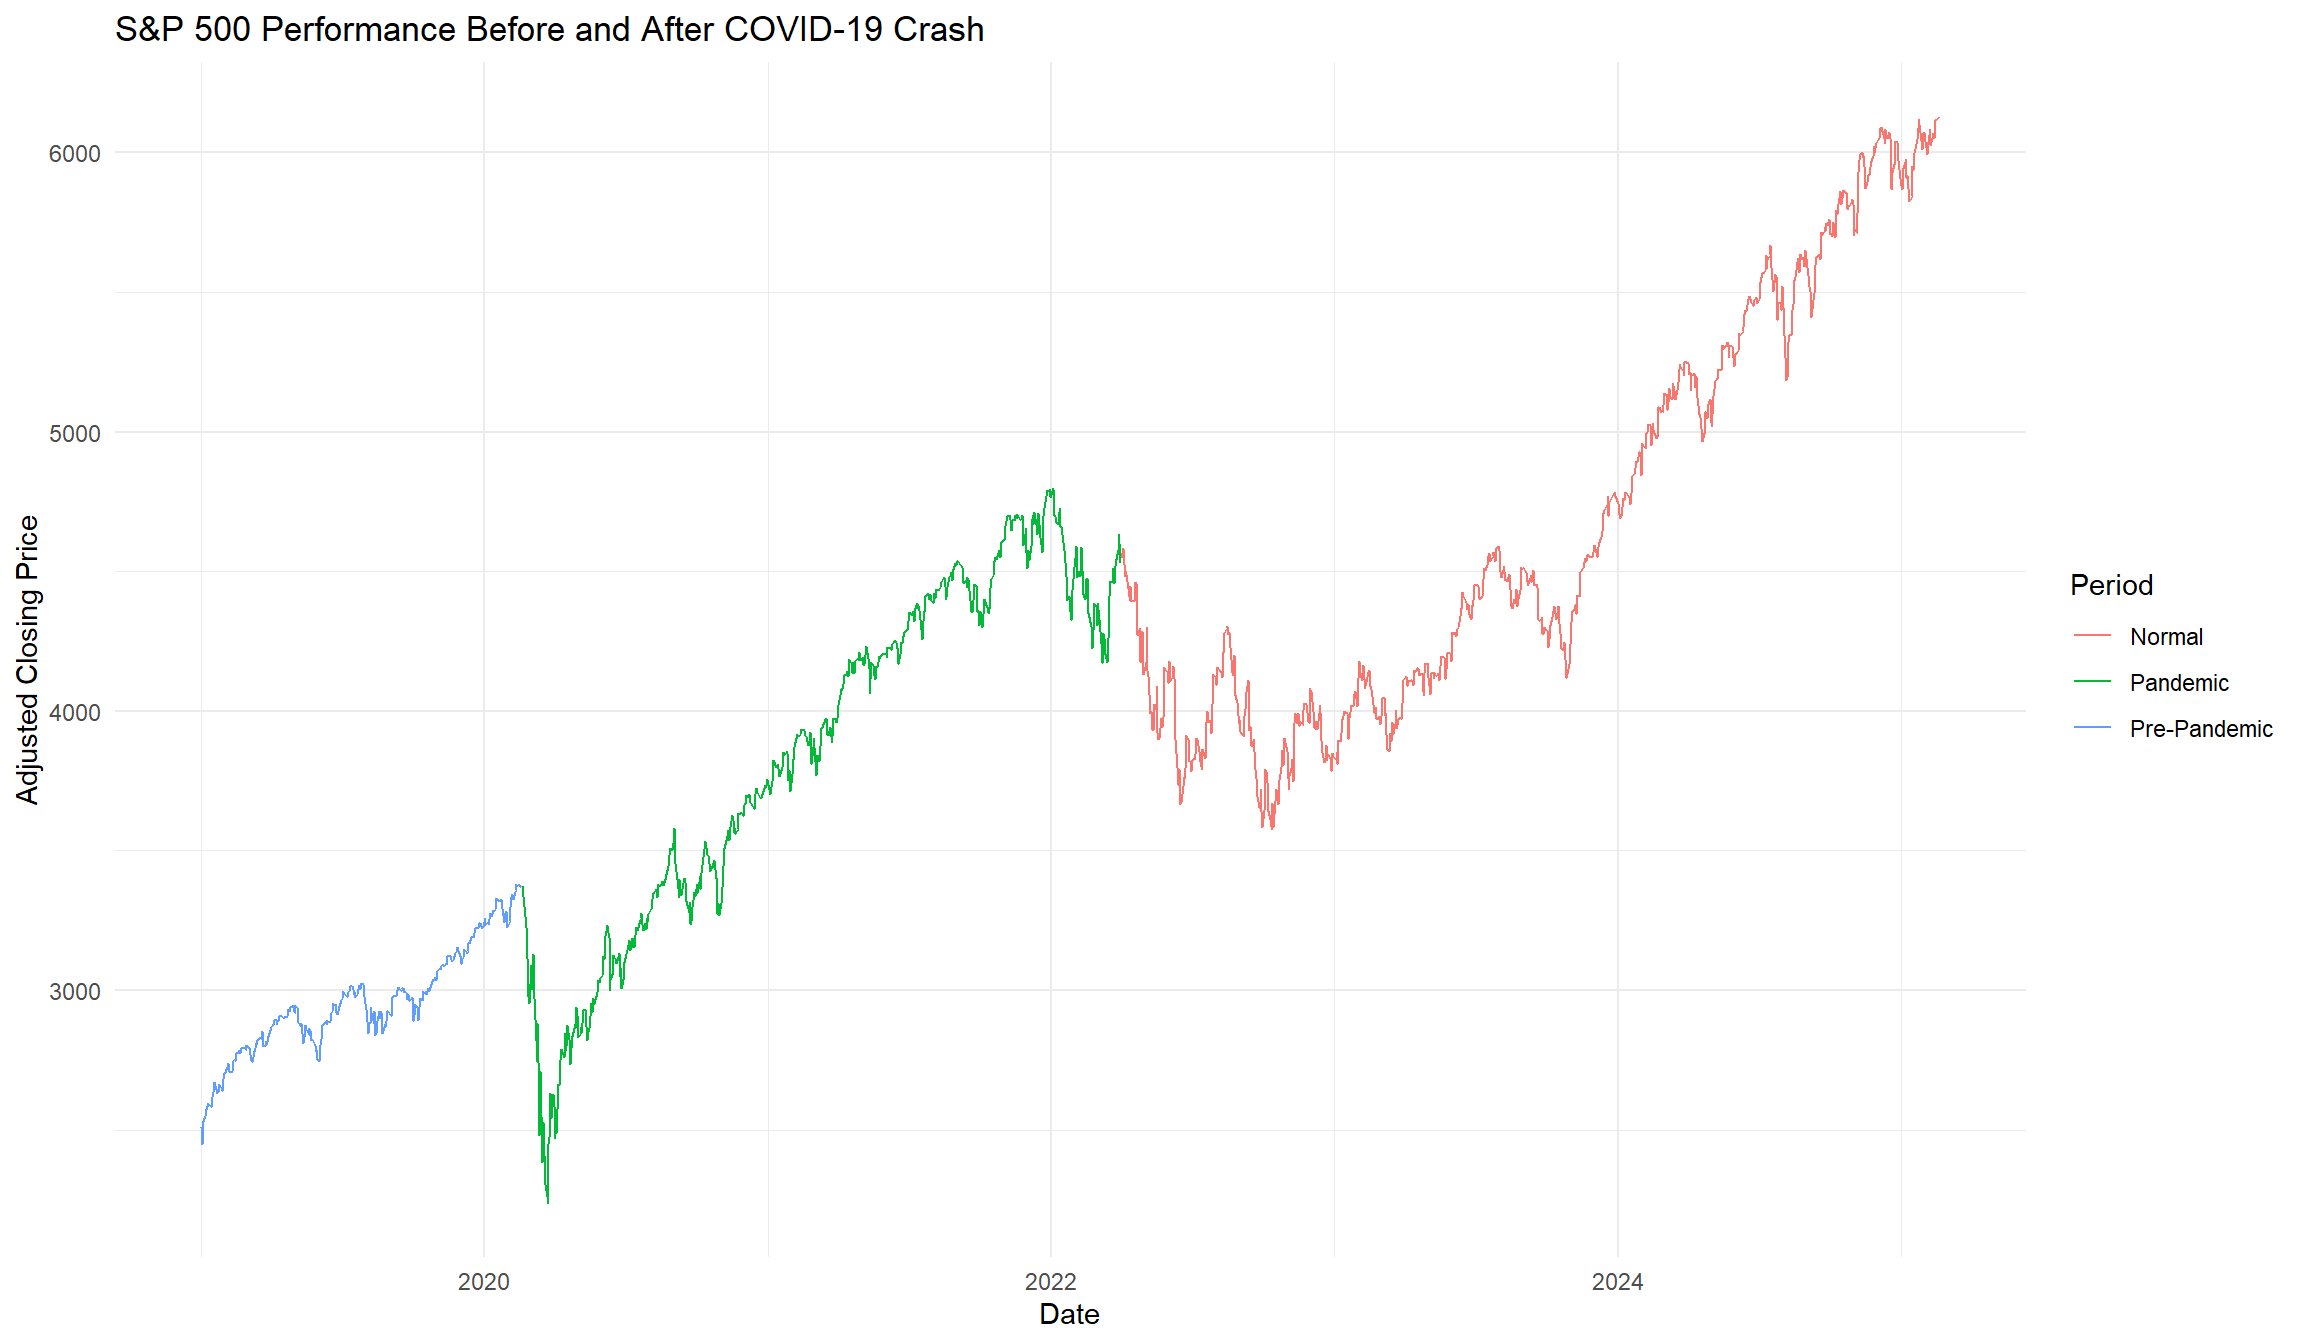 S&P 500 Performance Before and After COVID-19 Crash
Adjusted Closing Price
6000
5000
4000
3000
2020
2022
2024
Date
Period
Normal
Pandemic
Pre-Pandemic